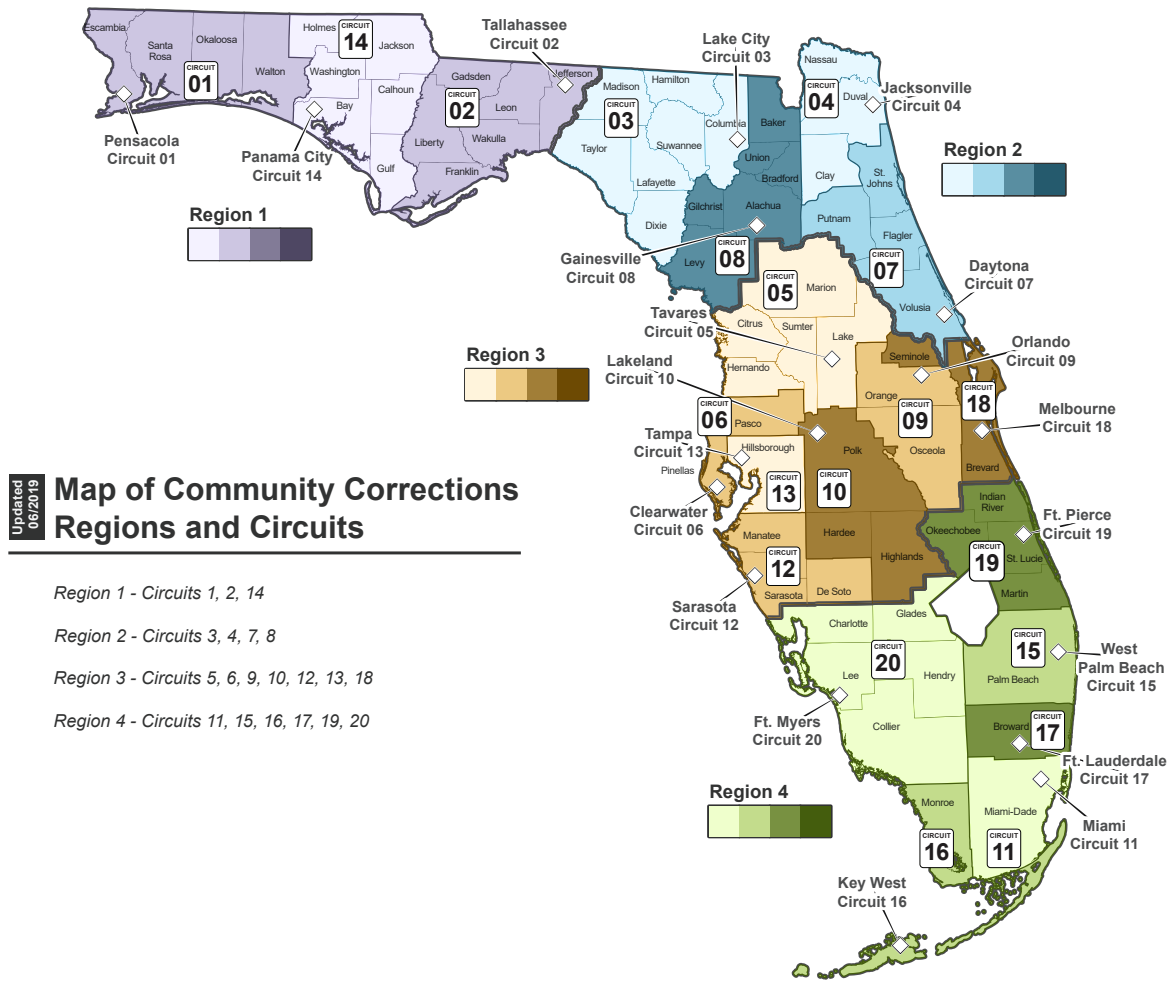 Tallahassee
Circuit 02
Lake City
Circuit 03
Escambia
Santa
Rosa
Okaloosa
Walton
Holmes
Jackson
Washington
Calhoun
Bay
Gulf
Gadsden
Jefferson
Leon
Wakulla
Liberty
Franklin
CIRCUIT
01
CIRCUIT
14
CIRCUIT
02
Pensacola
Circuit 01
Panama City
Circuit 14
Region 1
Madison
Hamilton
Taylor
Suwannee
Columbia
Lafayette
Dixie
Baker
Union
Bradford
Gilchrist
Alachua
Levy
Nassau
Duval
Clay
St.
Johns
Putnam
Flagler
Volusia
CIRCUIT
03
CIRCUIT
04
CIRCUIT
08
CIRCUIT
07
Jacksonville
Circuit 04
Region 2
Gainesville
Circuit 08
Daytona
Circuit 07
CIRCUIT
05
Marion
Citrus
Sumter
Lake
Hernando
Tavares
Circuit 05
Region 3
Lakeland
Circuit 10
Orlando
Circuit 09
Seminole
Orange
Osceola
CIRCUIT
09
CIRCUIT
18
Brevard
Melbourne
Circuit 18
CIRCUIT
06
Pasco
Tampa
Circuit 13
Hillsborough
Pinellas
CIRCUIT
13
Polk
CIRCUIT
10
Clearwater
Circuit 06
Manatee
Hardee
Highlands
CIRCUIT
12
Sarasota
De Soto
Sarasota
Circuit 12
Updated
06/2019
Map of Community Corrections
Regions and Circuits
Region 1 - Circuits 1, 2, 14
Region 2 - Circuits 3, 4, 7, 8
Region 3 - Circuits 5, 6, 9, 10, 12, 13, 18
Region 4 - Circuits 11, 15, 16, 17, 19, 20
Indian
River
Okeechobee
St. Lucie
Martin
CIRCUIT
19
Ft. Pierce
Circuit 19
Charlotte
Glades
Lee
Hendry
Collier
CIRCUIT
20
CIRCUIT
15
Palm Beach
West
Palm Beach
Circuit 15
Ft. Myers
Circuit 20
Broward
CIRCUIT
17
Ft. Lauderdale
Circuit 17
Region 4
Monroe
Miami-Dade
CIRCUIT
16
CIRCUIT
11
Miami
Circuit 11
Key West
Circuit 16